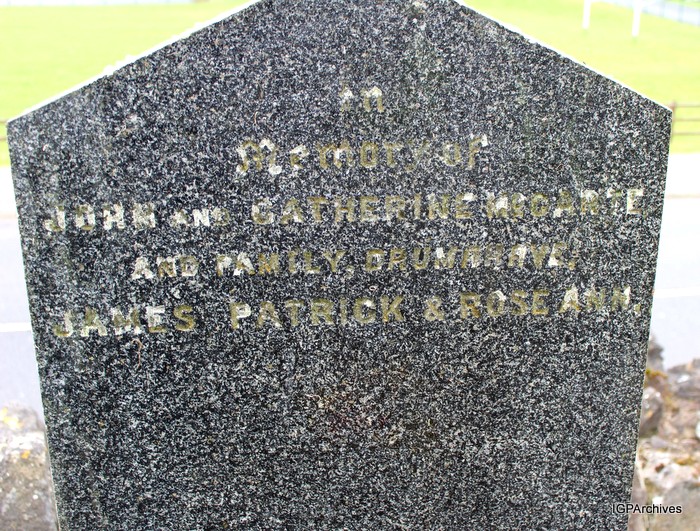 In
Memory of
JOHN AND CATHERINE McCARTE
AND FAMILY, DRUMGRAVE,
JAMES PATRICK & ROSE ANN.
IGPArchives